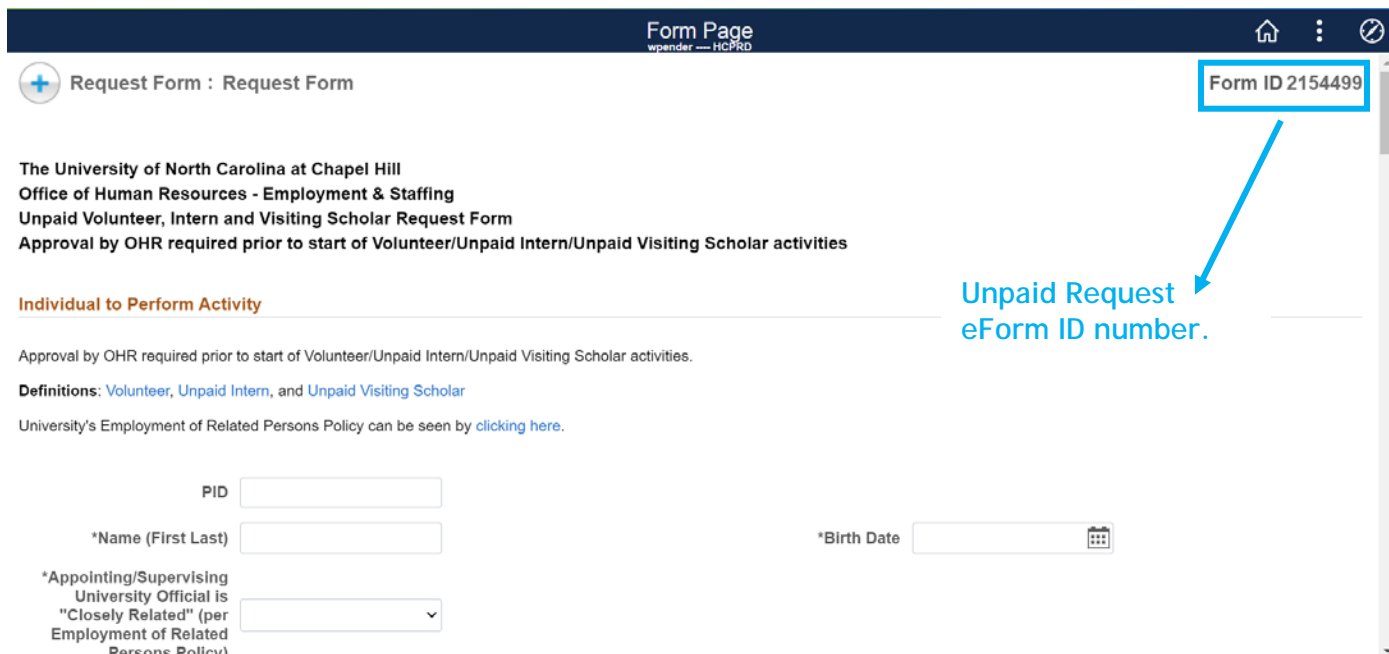 Form Page
wpender ---- HCPRD
Request Form : Request Form
Form ID 2154499
The University of North Carolina at Chapel Hill
Office of Human Resources - Employment & Staffing
Unpaid Volunteer, Intern and Visiting Scholar Request Form
Approval by OHR required prior to start of Volunteer/Unpaid Intern/Unpaid Visiting Scholar activities
Unpaid Request
eForm ID number.
Individual to Perform Activity
Approval by OHR required prior to start of Volunteer/Unpaid Intern/Unpaid Visiting Scholar activities.
Definitions: Volunteer, Unpaid Intern, and Unpaid Visiting Scholar
University's Employment of Related Persons Policy can be seen by clicking here.
PID
*Name (First Last)
*Birth Date
*Appointing/Supervising
University Official is
"Closely Related" (per
Employment of Related
Persons Policy)